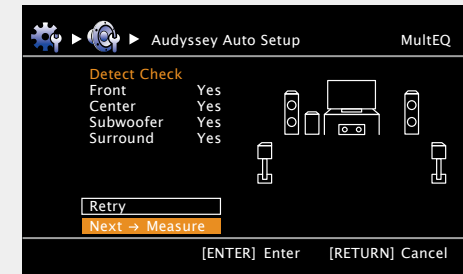 Audyssey Auto Setup MultEQ
Detect Check
Front Yes
Center Yes
Subwoofer Yes
Surround Yes
Retry
Next → Measure
[ENTER] Enter [RETURN] Cancel